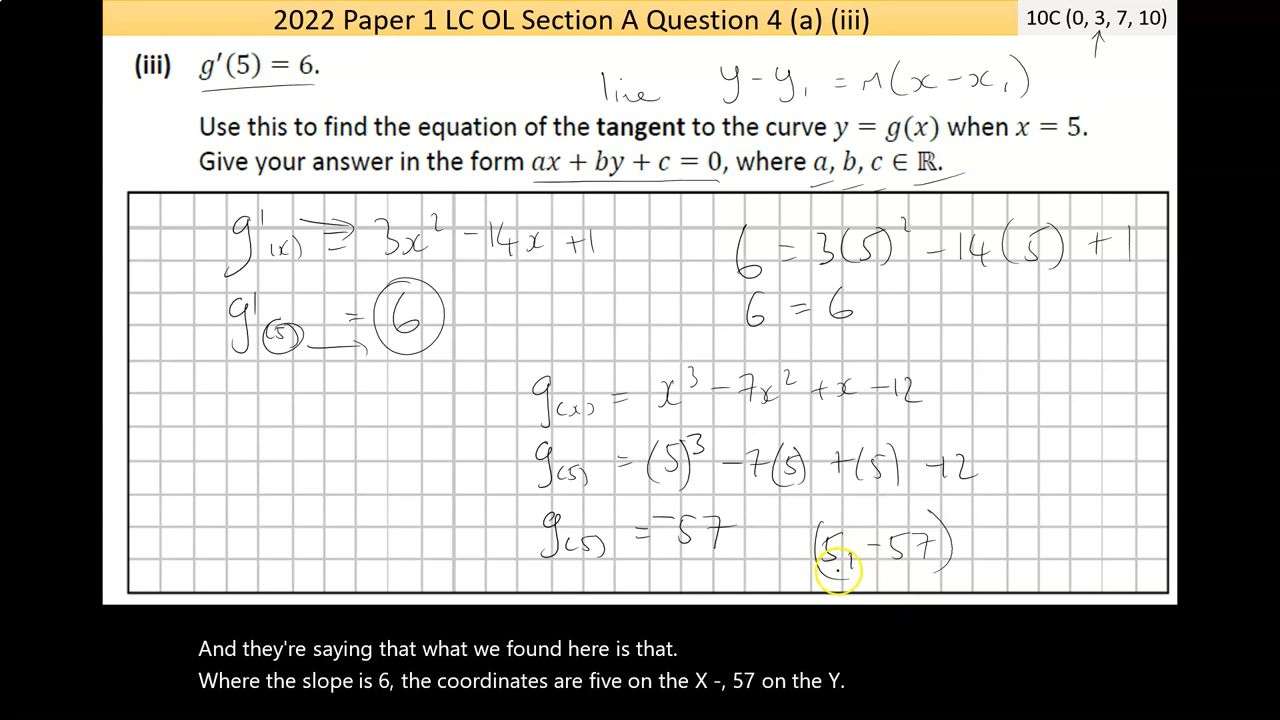 2022 Paper 1 LC OL Section A Question 4 (a) (iii)
10C (0, 3, 7, 10)
(iii) g′(5) = 6.
line y - y₁ = m(x - x₁)
Use this to find the equation of the tangent to the curve y = g(x) when x = 5.
Give your answer in the form ax + by + c = 0, where a, b, c ∈ ℝ.
g'(x) = 3x² - 14x + 1
6 = 3(5)² - 14(5) + 1
g'(5) = 6
6 = 6
g(x) = x³ - 7x² + x - 12
g(5) = (5)³ - 7(5) + (5) - 12
g(5) = -57
(5, -57)
And they're saying that what we found here is that.
Where the slope is 6, the coordinates are five on the X -, 57 on the Y.